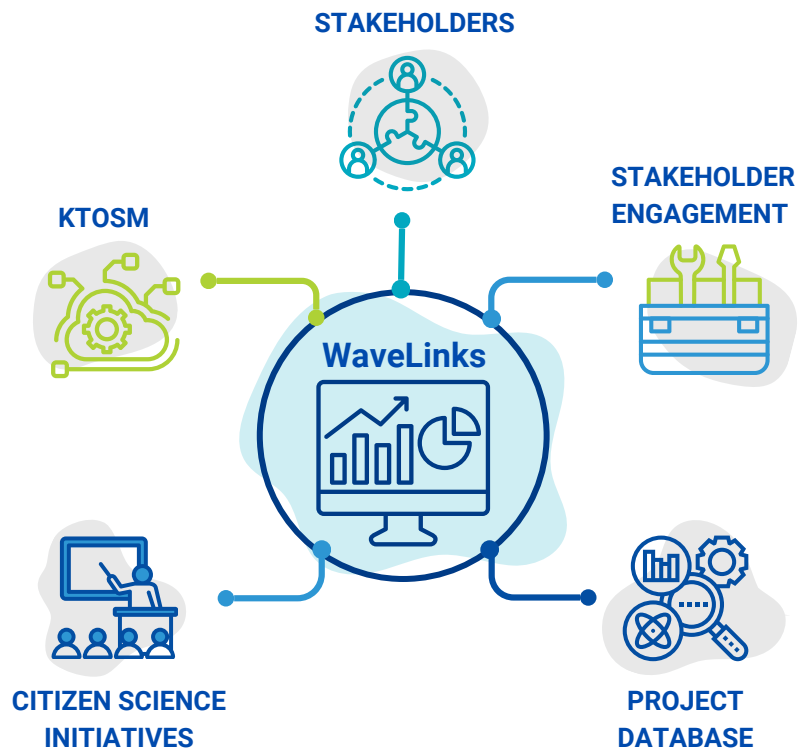 STAKEHOLDERS
STAKEHOLDER
ENGAGEMENT
KTOSM
WaveLinks
CITIZEN SCIENCE
INITIATIVES
PROJECT
DATABASE